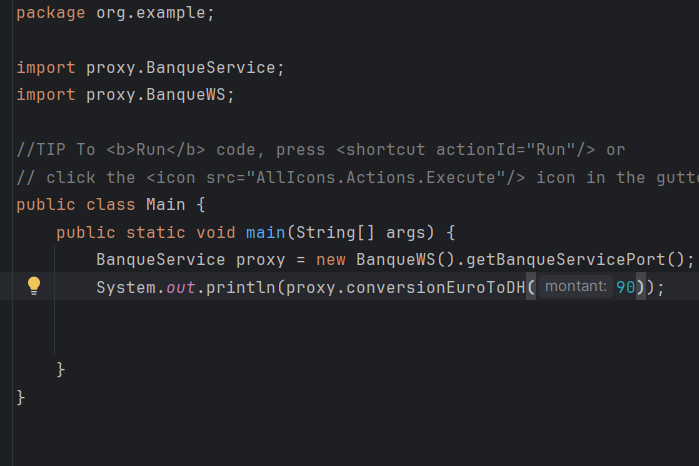 package org.example;
import proxy.BanqueService;
import proxy.BanqueWS;
//TIP To <b>Run</b> code, press <shortcut actionId="Run"/> or
// click the <icon src="AllIcons.Actions.Execute"/> icon in the gutte
public class Main {
public static void main(String[] args) {
BanqueService proxy = new BanqueWS().getBanqueServicePort();
System.out.println(proxy.conversionEuroToDH( montant: 90));
}
}